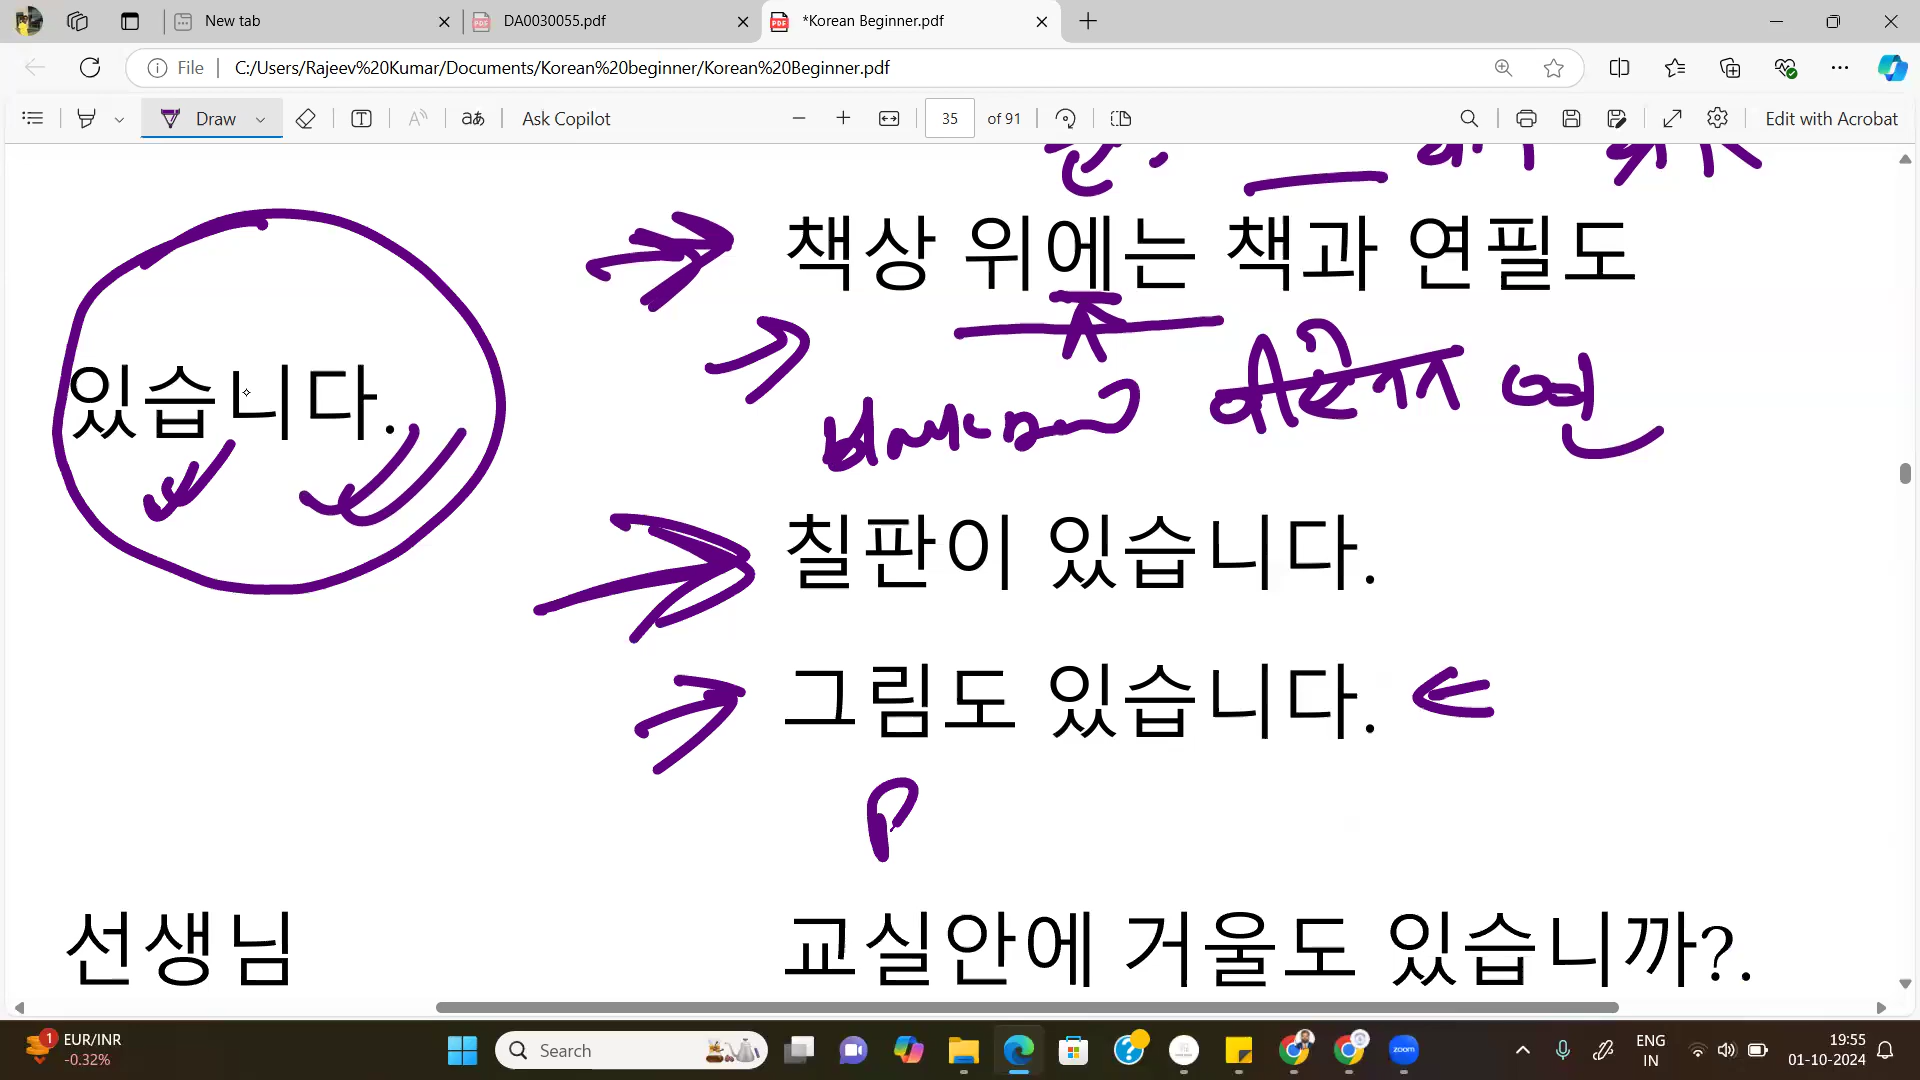 New tab
DA0030055.pdf
*Korean Beginner.pdf
File
C:/Users/Rajeev%20Kumar/Documents/Korean%20beginner/Korean%20Beginner.pdf
Draw
Ask Copilot
35 of 91
Edit with Acrobat
책상 위에는 책과 연필도
있습니다.
칠판이 있습니다.
그림도 있습니다.
P
선생님
교실안에 거울도 있습니까?.
EUR/INR
-0.32%
1
Search
zoom
ENG
IN
19:55
01-10-2024